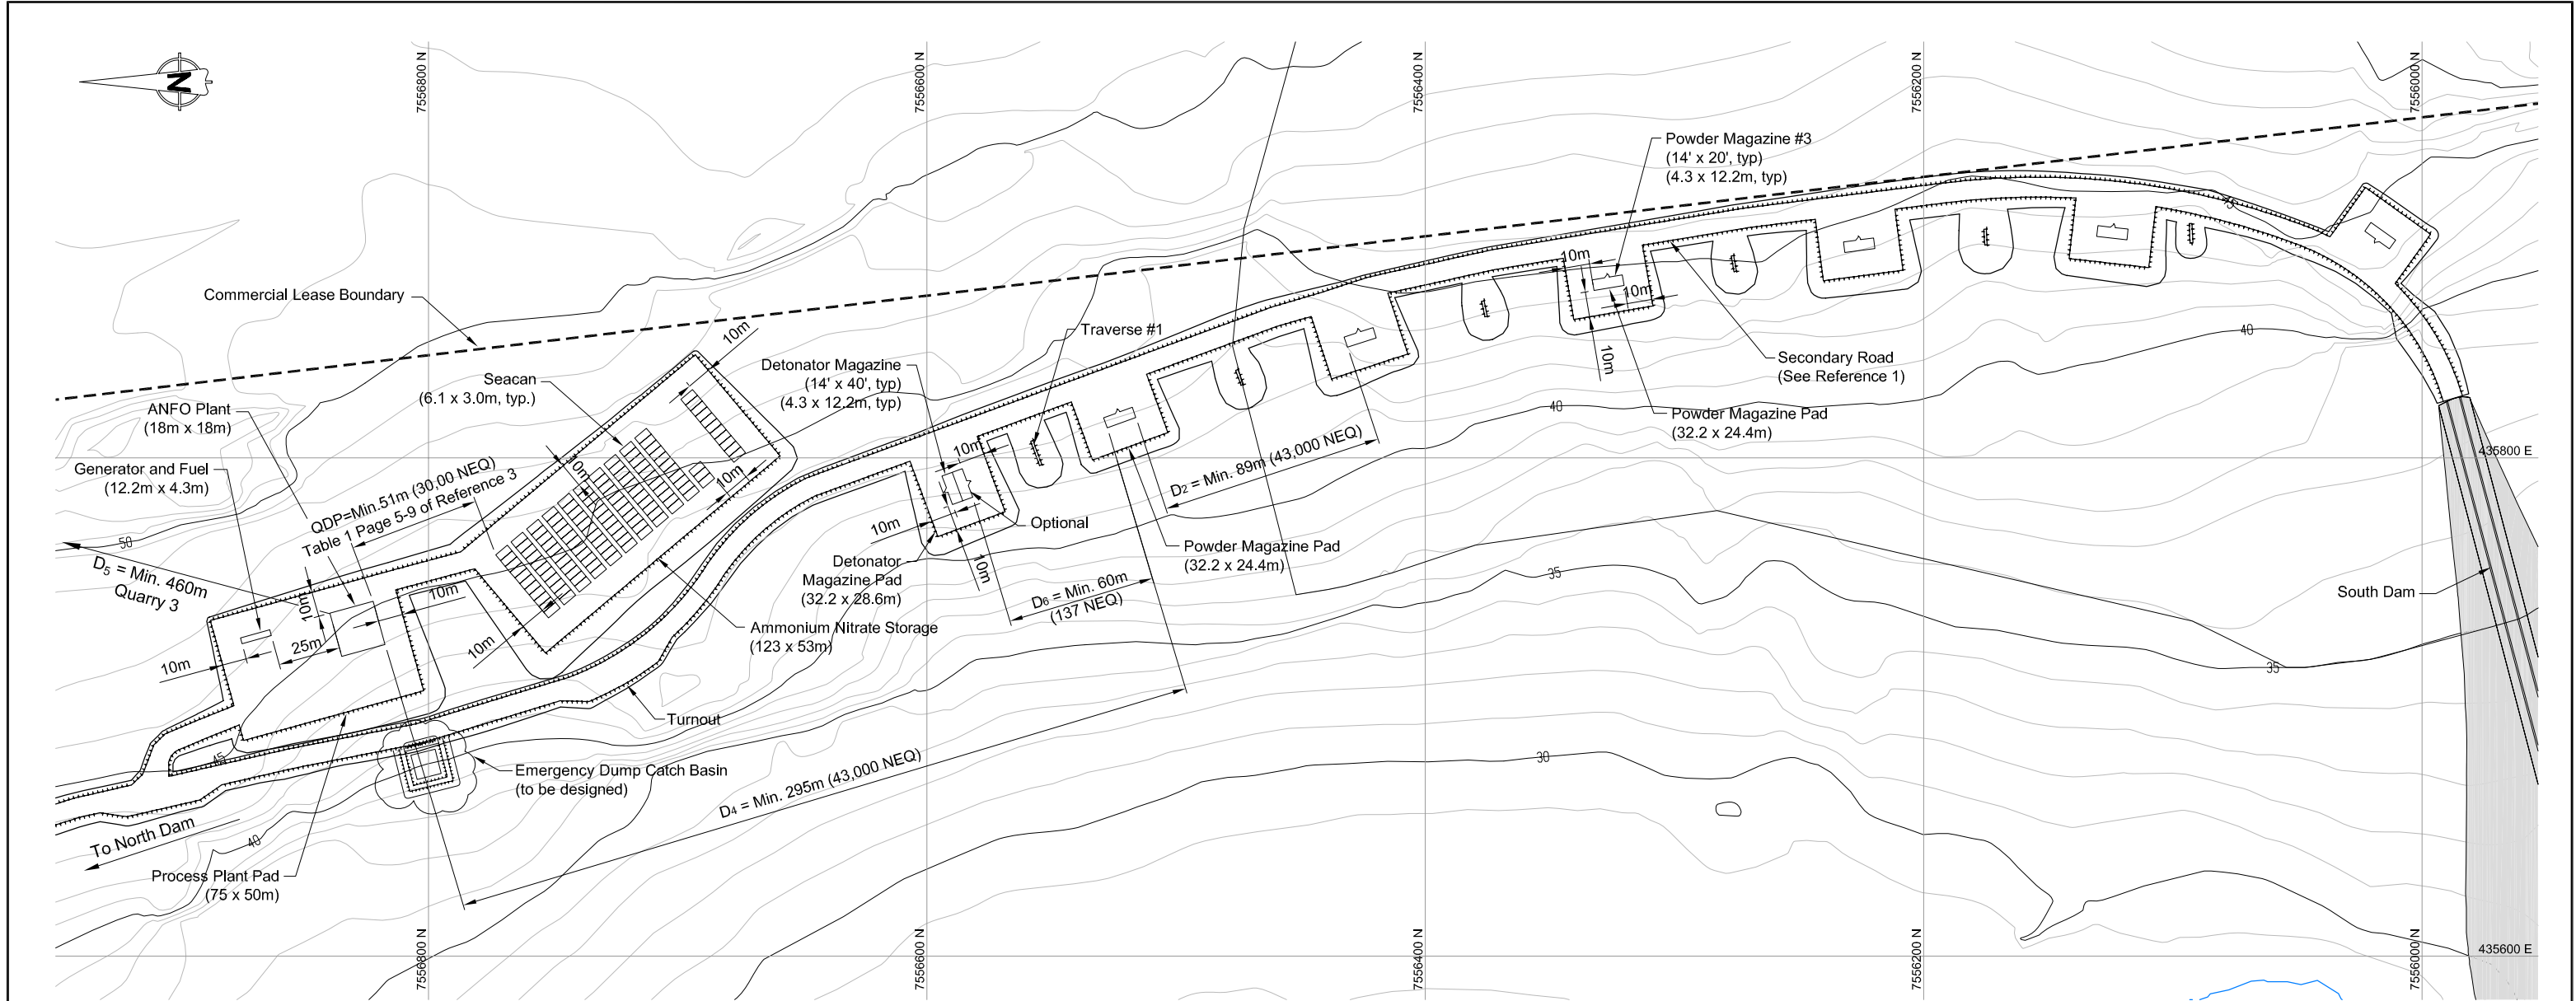 N
7556800 N
7556600 N
7556400 N
7556200 N
7556000 N
Powder Magazine #3
(14' x 20', typ)
(4.3 x 12.2m, typ)
Commercial Lease Boundary
10m
Traverse #1
Detonator Magazine
(14' x 40', typ)
(4.3 x 12.2m, typ)
Seacan
(6.1 x 3.0m, typ.)
ANFO Plant
(18m x 18m)
Generator and Fuel
(12.2m x 4.3m)
QDP=Min.51m (30,00 NEQ)
Table 1 Page 5-9 of Reference 3
10m
10m
10m
10m
10m
10m
10m
35
40
40
Secondary Road
(See Reference 1)
Powder Magazine Pad
(32.2 x 24.4m)
435800 E
D2 = Min. 89m (43,000 NEQ)
Optional
10m
10m
Powder Magazine Pad
(32.2 x 24.4m)
Detonator
Magazine Pad
(32.2 x 28.6m)
D6 = Min. 60m
(137 NEQ)
50
D5 = Min. 460m
Quarry 3
10m
10m
25m
10m
10m
Ammonium Nitrate Storage
(123 x 53m)
35
35
South Dam
Turnout
45
Emergency Dump Catch Basin
(to be designed)
D4 = Min. 295m (43,000 NEQ)
30
To North Dam
40
Process Plant Pad
(75 x 50m)
7556800 N
7556600 N
7556400 N
7556200 N
7556000 N
435600 E